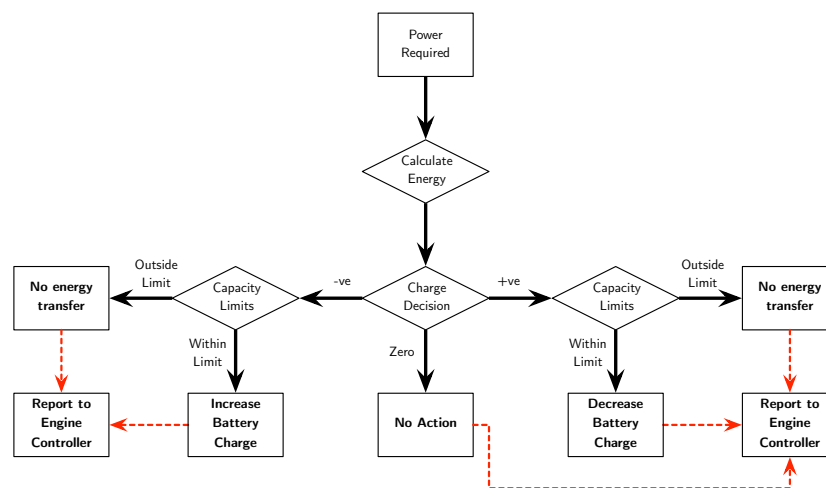 Power
Required
Calculate
Energy
No energy
transfer
Outside
Limit
Capacity
Limits
-ve
Charge
Decision
+ve
Capacity
Limits
Outside
Limit
No energy
transfer
Within
Limit
Zero
Within
Limit
Report to
Engine
Controller
Increase
Battery
Charge
No Action
Decrease
Battery
Charge
Report to
Engine
Controller